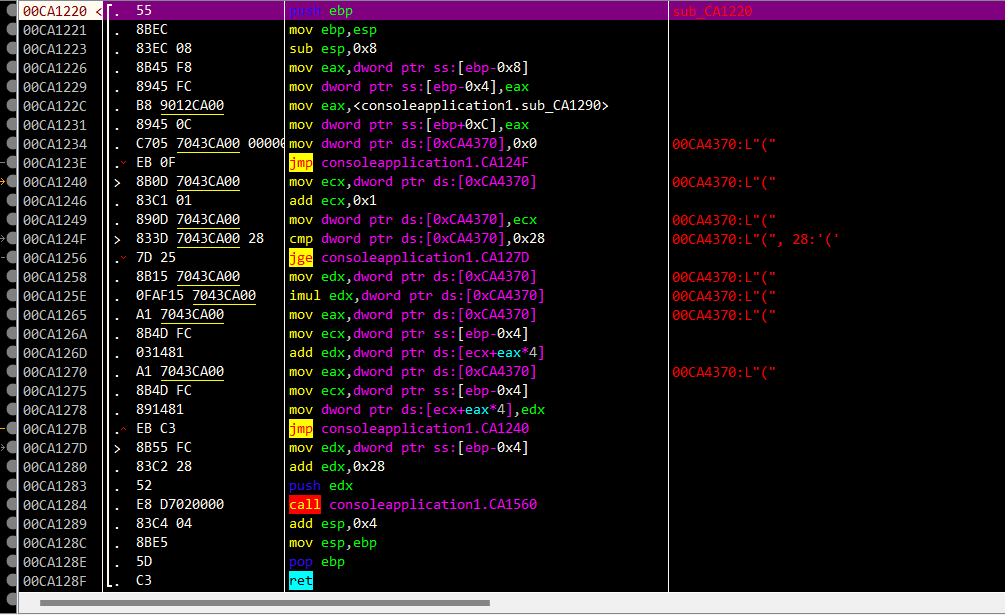 00CA1220 < . 55 push ebp sub_CA1220
00CA1221 . 8BEC mov ebp,esp
00CA1223 . 83EC 08 sub esp,0x8
00CA1226 . 8B45 F8 mov eax,dword ptr ss:[ebp-0x8]
00CA1229 . 8945 FC mov dword ptr ss:[ebp-0x4],eax
00CA122C . B8 9012CA00 mov eax,<consoleapplication1.sub_CA1290>
00CA1231 . 8945 0C mov dword ptr ss:[ebp+0xC],eax
00CA1234 . C705 7043CA00 00000 mov dword ptr ds:[0xCA4370],0x0 00CA4370:L"("
00CA123E . EB 0F jmp consoleapplication1.CA124F
00CA1240 > 8B0D 7043CA00 mov ecx,dword ptr ds:[0xCA4370] 00CA4370:L"("
00CA1246 . 83C1 01 add ecx,0x1
00CA1249 . 890D 7043CA00 mov dword ptr ds:[0xCA4370],ecx 00CA4370:L"("
00CA124F > 833D 7043CA00 28 cmp dword ptr ds:[0xCA4370],0x28 00CA4370:L"(", 28:'('
00CA1256 . 7D 25 jge consoleapplication1.CA127D
00CA1258 . 8B15 7043CA00 mov edx,dword ptr ds:[0xCA4370] 00CA4370:L"("
00CA125E . 0FAF15 7043CA00 imul edx,dword ptr ds:[0xCA4370] 00CA4370:L"("
00CA1265 . A1 7043CA00 mov eax,dword ptr ds:[0xCA4370] 00CA4370:L"("
00CA126A . 8B4D FC mov ecx,dword ptr ss:[ebp-0x4]
00CA126D . 031481 add edx,dword ptr ds:[ecx+eax*4]
00CA1270 . A1 7043CA00 mov eax,dword ptr ds:[0xCA4370] 00CA4370:L"("
00CA1275 . 8B4D FC mov ecx,dword ptr ss:[ebp-0x4]
00CA1278 . 891481 mov dword ptr ds:[ecx+eax*4],edx
00CA127B . EB C3 jmp consoleapplication1.CA1240
00CA127D > 8B55 FC mov edx,dword ptr ss:[ebp-0x4]
00CA1280 . 83C2 28 add edx,0x28
00CA1283 . 52 push edx
00CA1284 . E8 D7020000 call consoleapplication1.CA1560
00CA1289 . 83C4 04 add esp,0x4
00CA128C . 8BE5 mov esp,ebp
00CA128E . 5D pop ebp
00CA128F . C3 ret